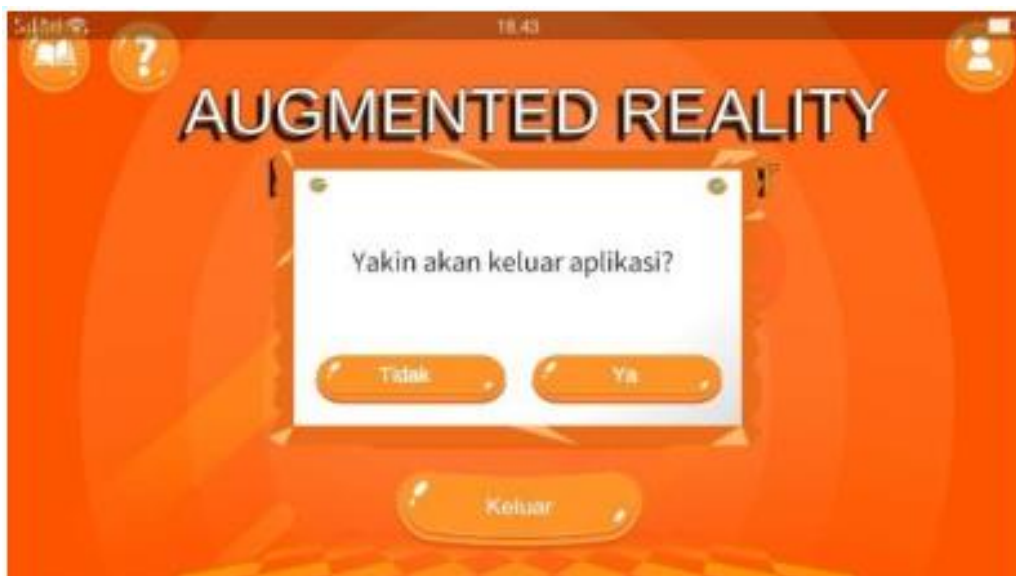 18.43
AUGMENTED REALITY
Yakin akan keluar aplikasi?
Tidak
Ya
Keluar